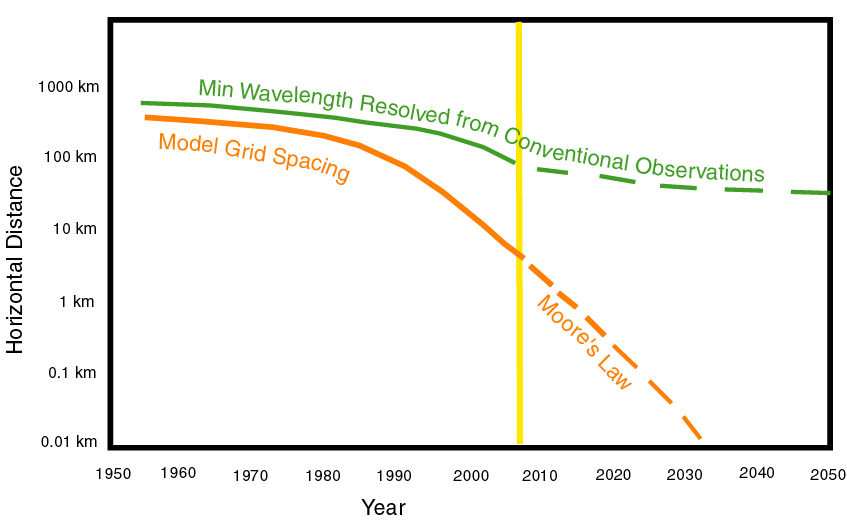 1000 km
100 km
10 km
1 km
0.1 km
0.01 km
Horizontal Distance
Min Wavelength Resolved from Conventional Observations
Model Grid Spacing
Moore's Law
1950 1960 1970 1980 1990 2000 2010 2020 2030 2040 2050
Year